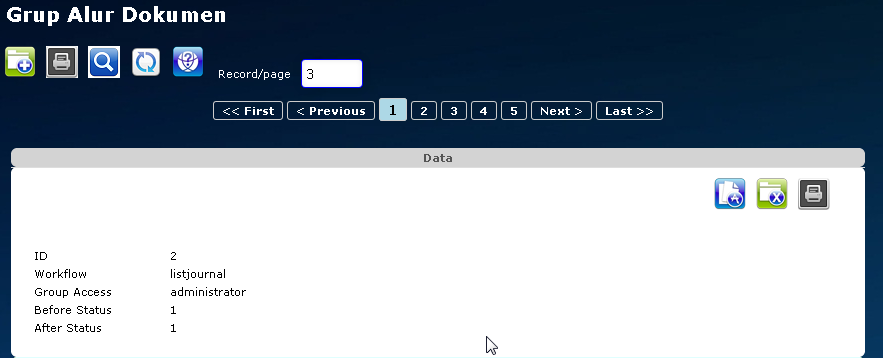 Grup Alur Dokumen
Record/page 3
<< First < Previous 1 2 3 4 5 Next > Last >>
Data
ID 2
Workflow listjournal
Group Access administrator
Before Status 1
After Status 1